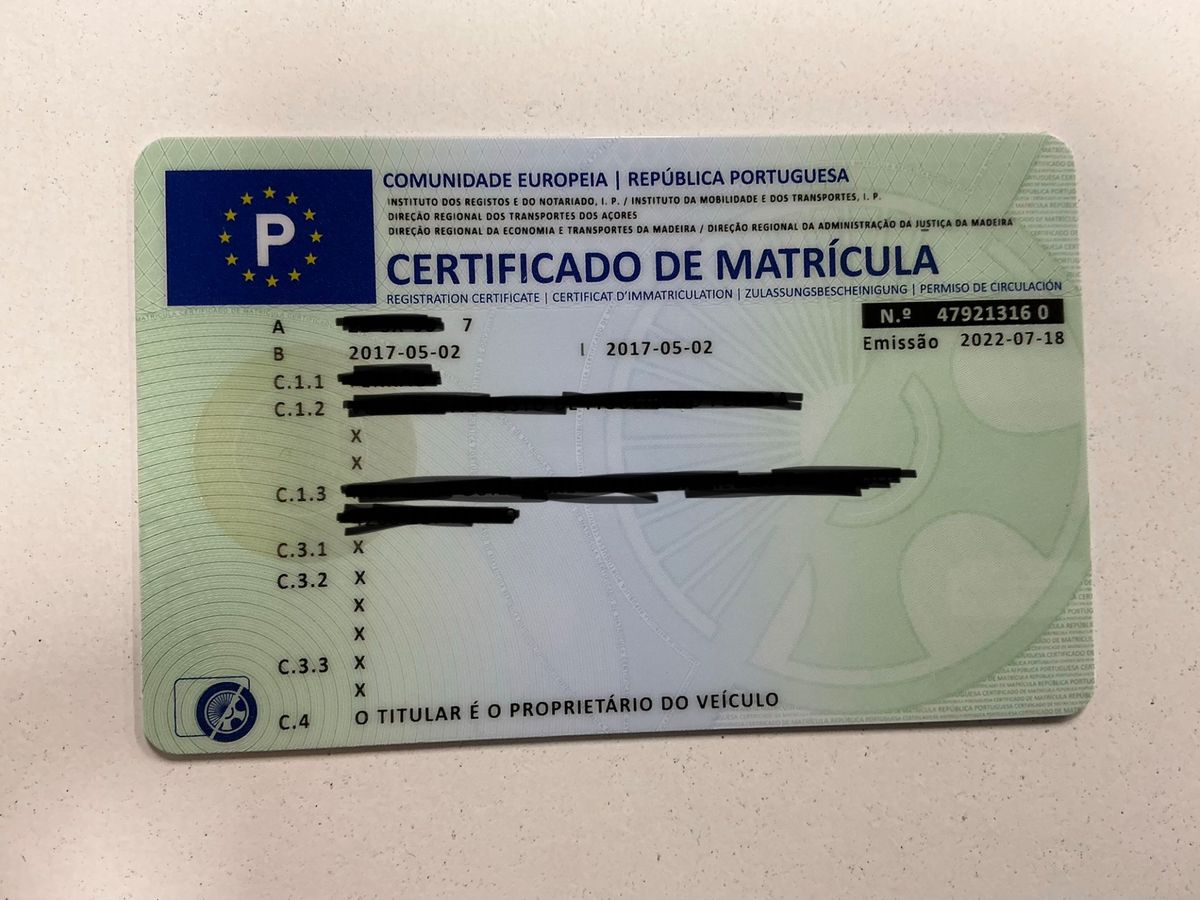 P
COMUNIDADE EUROPEIA | REPÚBLICA PORTUGUESA
INSTITUTO DOS REGISTOS E DO NOTARIADO, I. P. / INSTITUTO DA MOBILIDADE E DOS TRANSPORTES, I. P.
DIREÇÃO REGIONAL DOS TRANSPORTES DOS AÇORES
DIREÇÃO REGIONAL DA ECONOMIA E TRANSPORTES DA MADEIRA / DIREÇÃO REGIONAL DA ADMINISTRAÇÃO DA JUSTIÇA DA MADEIRA
CERTIFICADO DE MATRÍCULA
REGISTRATION CERTIFICATE | CERTIFICAT D'IMMATRICULATION | ZULASSUNGSBESCHEINIGUNG | PERMISO DE CIRCULACIÓN
A 7 N.º 47921316 0
B 2017-05-02 I 2017-05-02 Emissão 2022-07-18
C.1.1
C.1.2
X
X
C.1.3
C.3.1 X
C.3.2 X
X
X
C.3.3 X
X
C.4 O TITULAR É O PROPRIETÁRIO DO VEÍCULO